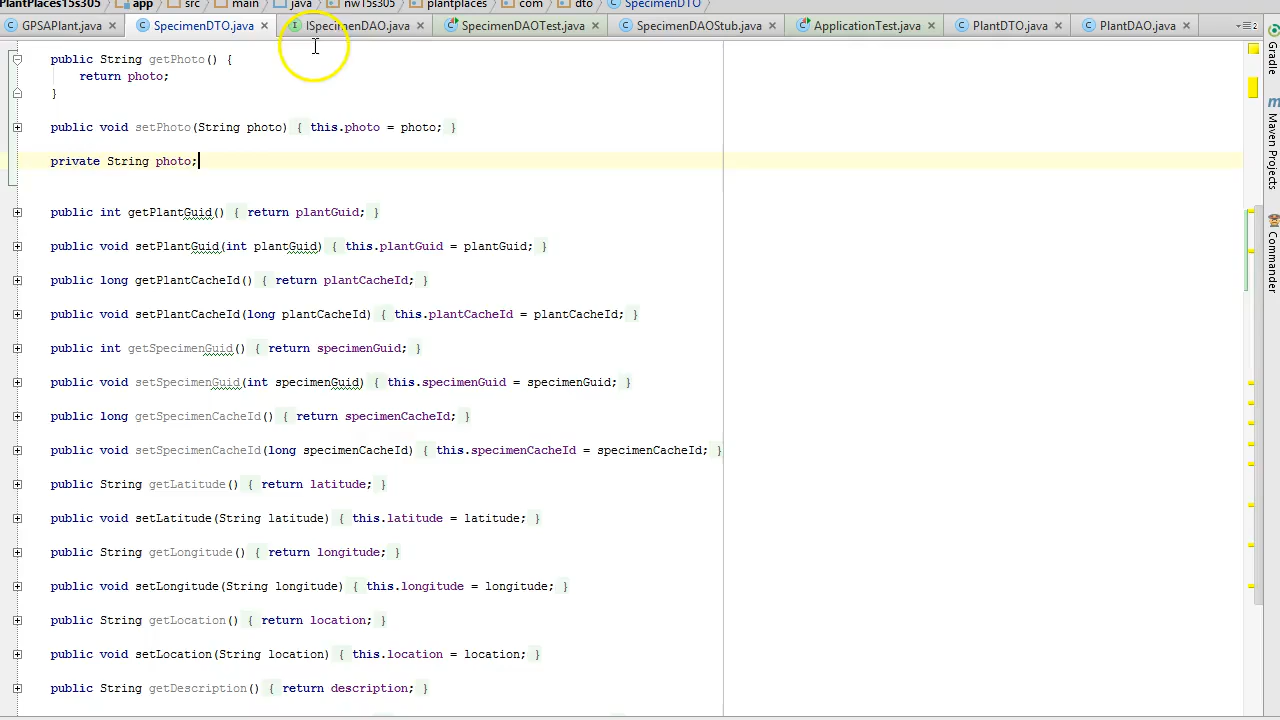 PlantPlaces15s305 app src main java nw15s305 plantplaces com dto SpecimenDTO
GPSAPlant.java SpecimenDTO.java ISpecimenDAO.java SpecimenDAOTest.java SpecimenDAOStub.java ApplicationTest.java PlantDTO.java PlantDAO.java
public String getPhoto() {
return photo;
}
public void setPhoto(String photo) { this.photo = photo; }
private String photo;
public int getPlantGuid() { return plantGuid; }
public void setPlantGuid(int plantGuid) { this.plantGuid = plantGuid; }
public long getPlantCacheId() { return plantCacheId; }
public void setPlantCacheId(long plantCacheId) { this.plantCacheId = plantCacheId; }
public int getSpecimenGuid() { return specimenGuid; }
public void setSpecimenGuid(int specimenGuid) { this.specimenGuid = specimenGuid; }
public long getSpecimenCacheId() { return specimenCacheId; }
public void setSpecimenCacheId(long specimenCacheId) { this.specimenCacheId = specimenCacheId; }
public String getLatitude() { return latitude; }
public void setLatitude(String latitude) { this.latitude = latitude; }
public String getLongitude() { return longitude; }
public void setLongitude(String longitude) { this.longitude = longitude; }
public String getLocation() { return location; }
public void setLocation(String location) { this.location = location; }
public String getDescription() { return description; }
Gradle
Maven Projects
Commander